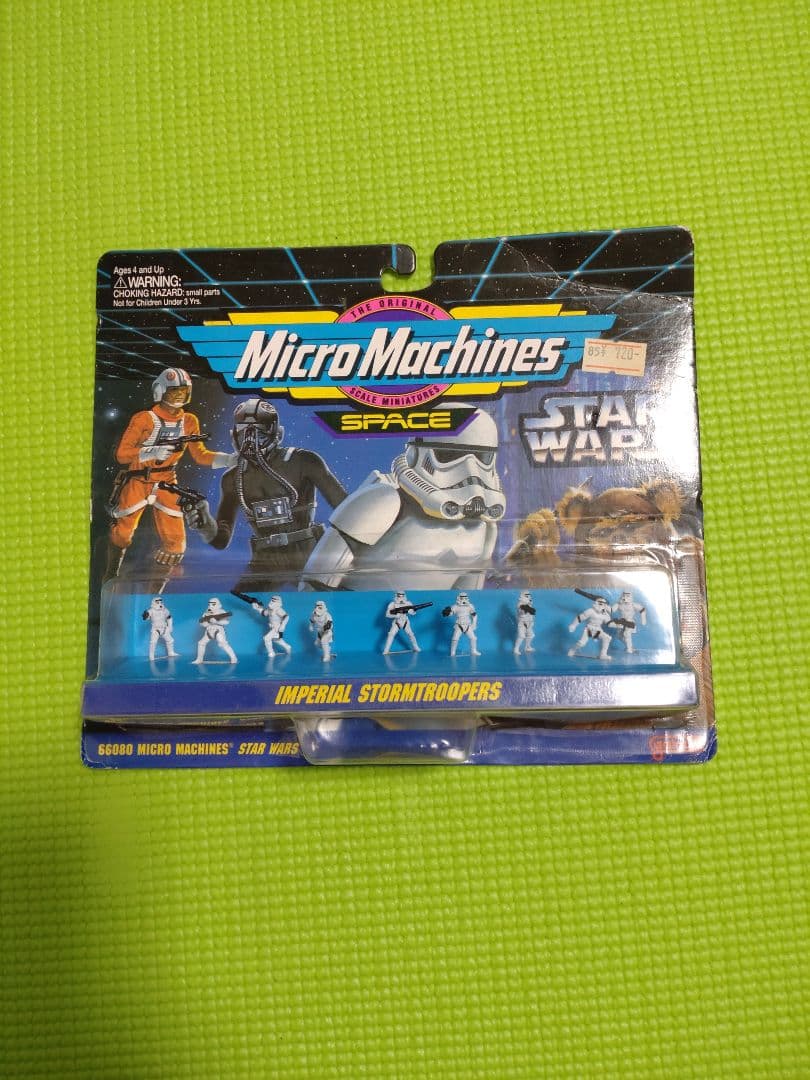 Ages 4 and Up
⚠WARNING:
CHOKING HAZARD: small parts
Not for Children Under 3 Yrs.
THE ORIGINAL
Micro Machines
SCALE MINIATURES
SPACE
720-
STAR
WARS
IMPERIAL STORMTROOPERS
66080 MICRO MACHINES® STAR WARS